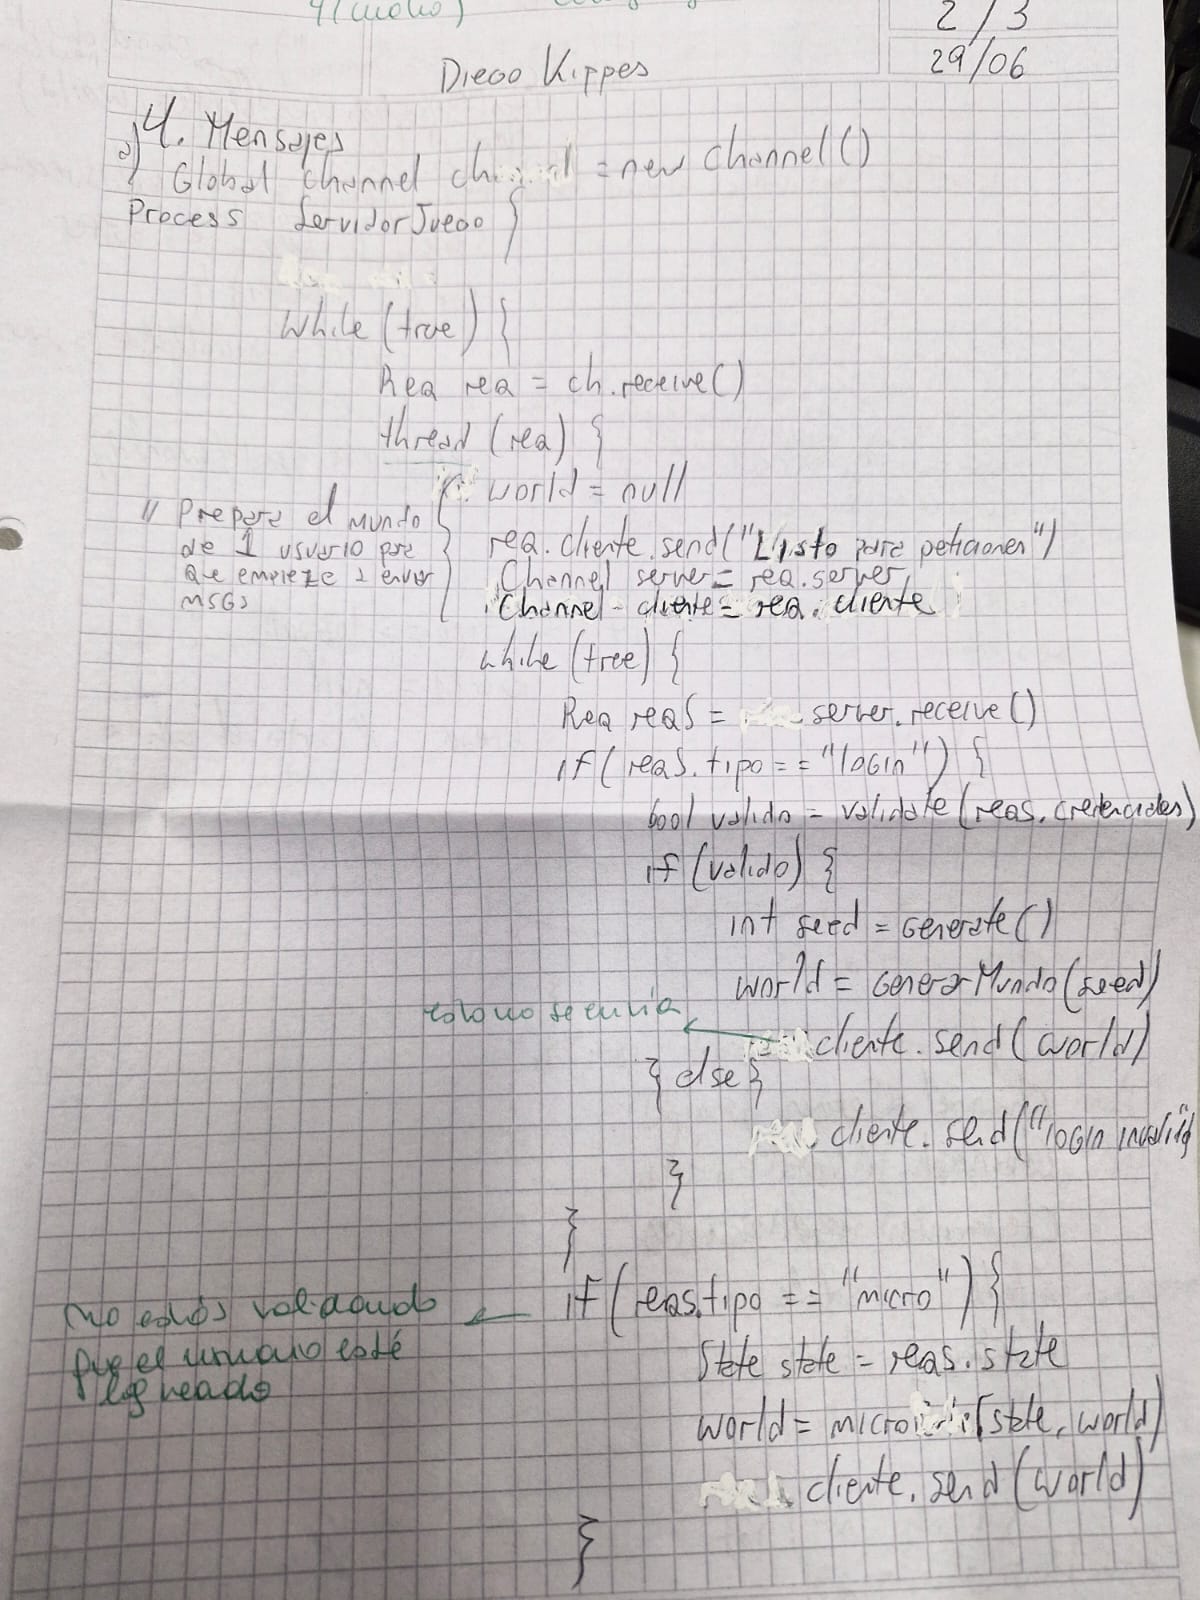 2/3
29/06
Diego Kippes
4. Mensajes
a) Global channel ch = new Channel()
Process ServidorJuego {
While (true) {
Req req = ch.receive()
thread (req) {
world = null
// Prepara el mundo
de 1 usuario para
que empieze a enviar
MSGs
req.cliente.send("Listo para peticiones")
Channel server = req.server
Channel cliente = req.cliente
while (true) {
Req reqs = server.receive()
if (reqs.tipo == "login") {
bool valido = validate (reqs.credenciales)
if (valido) {
int seed = Generate()
world = GenerarMundo(seed)
esto no se envía
cliente.send(world)
} else {
cliente.send("login invalid
}
}
if (reqs.tipo == "micro") {
no estás validando
que el usuario esté
logueado
State state = reqs.state
world = micro (state, world)
cliente.send(world)
}